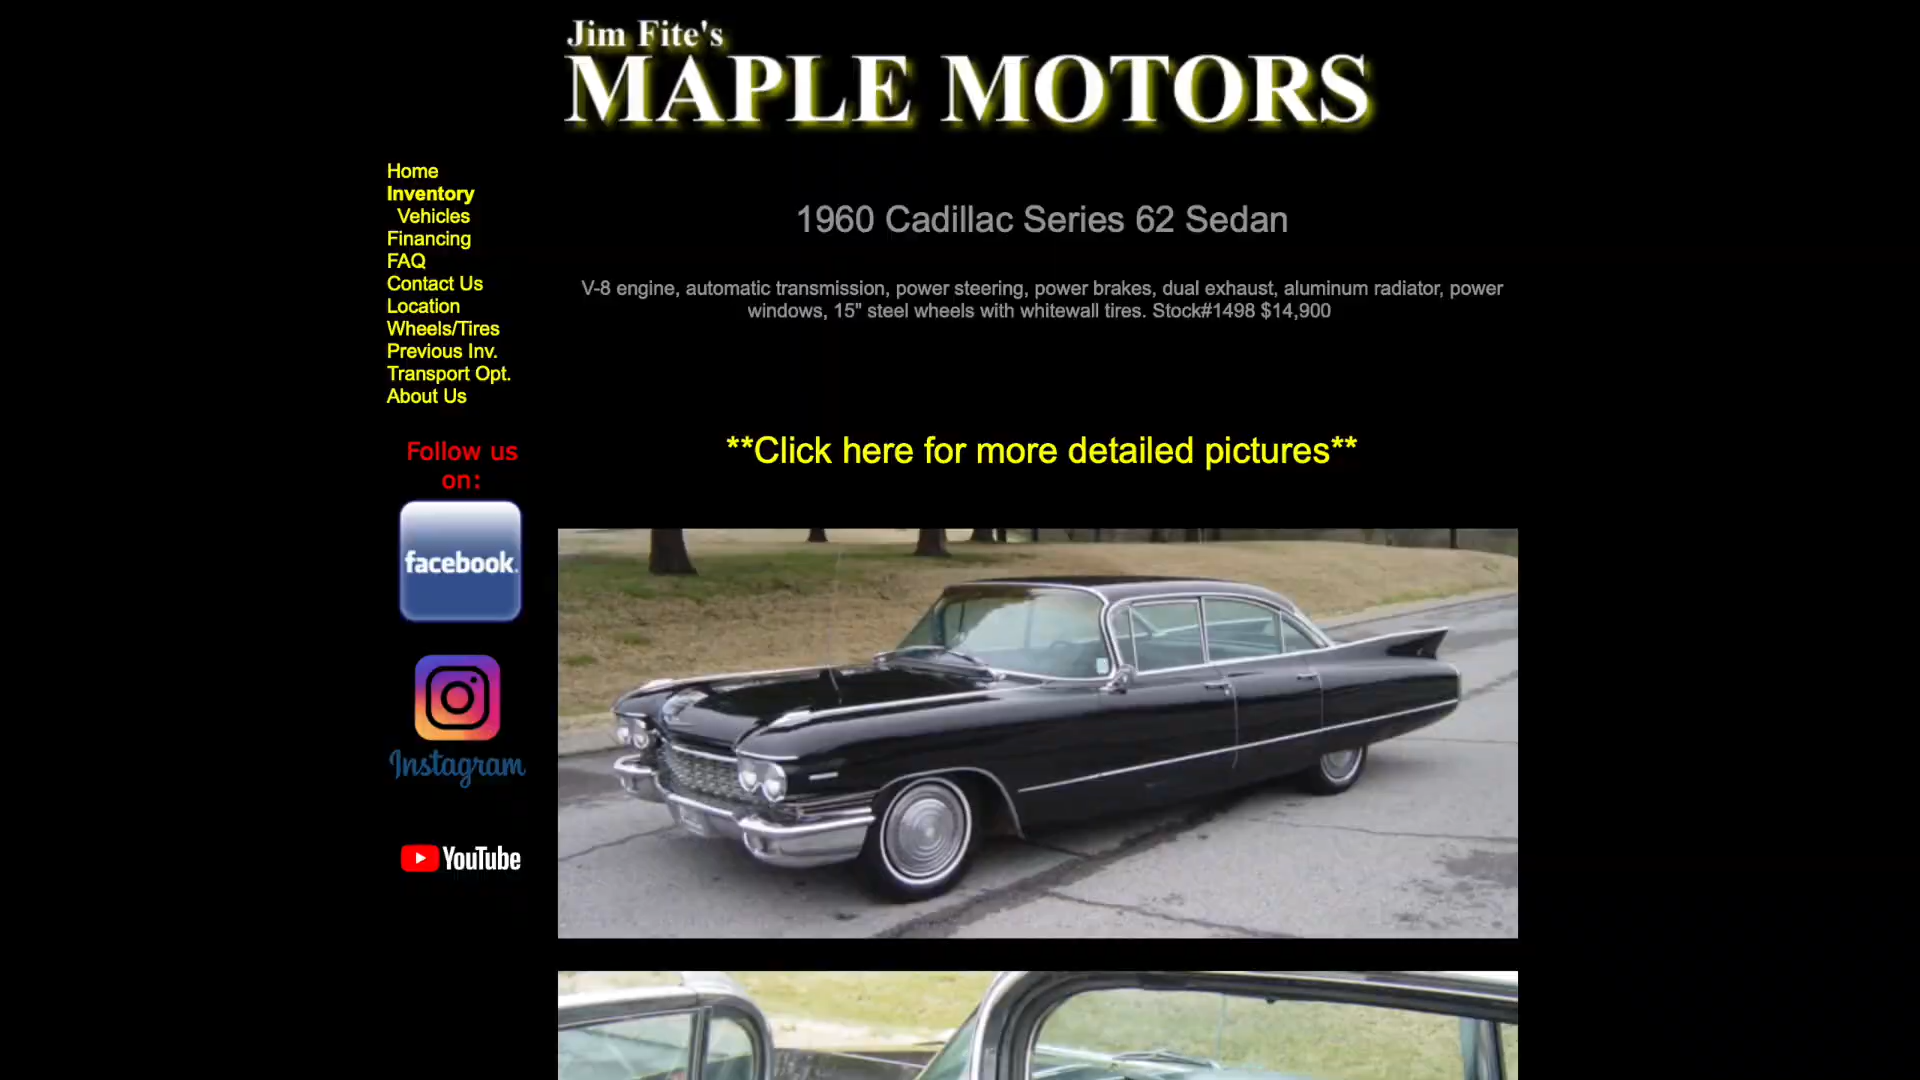 Jim Fite's
MAPLE MOTORS
Home
Inventory
Vehicles
Financing
FAQ
Contact Us
Location
Wheels/Tires
Previous Inv.
Transport Opt.
About Us
Follow us
on:
facebook.
Instagram
YouTube
1960 Cadillac Series 62 Sedan
V-8 engine, automatic transmission, power steering, power brakes, dual exhaust, aluminum radiator, power
windows, 15" steel wheels with whitewall tires. Stock#1498 $14,900
**Click here for more detailed pictures**